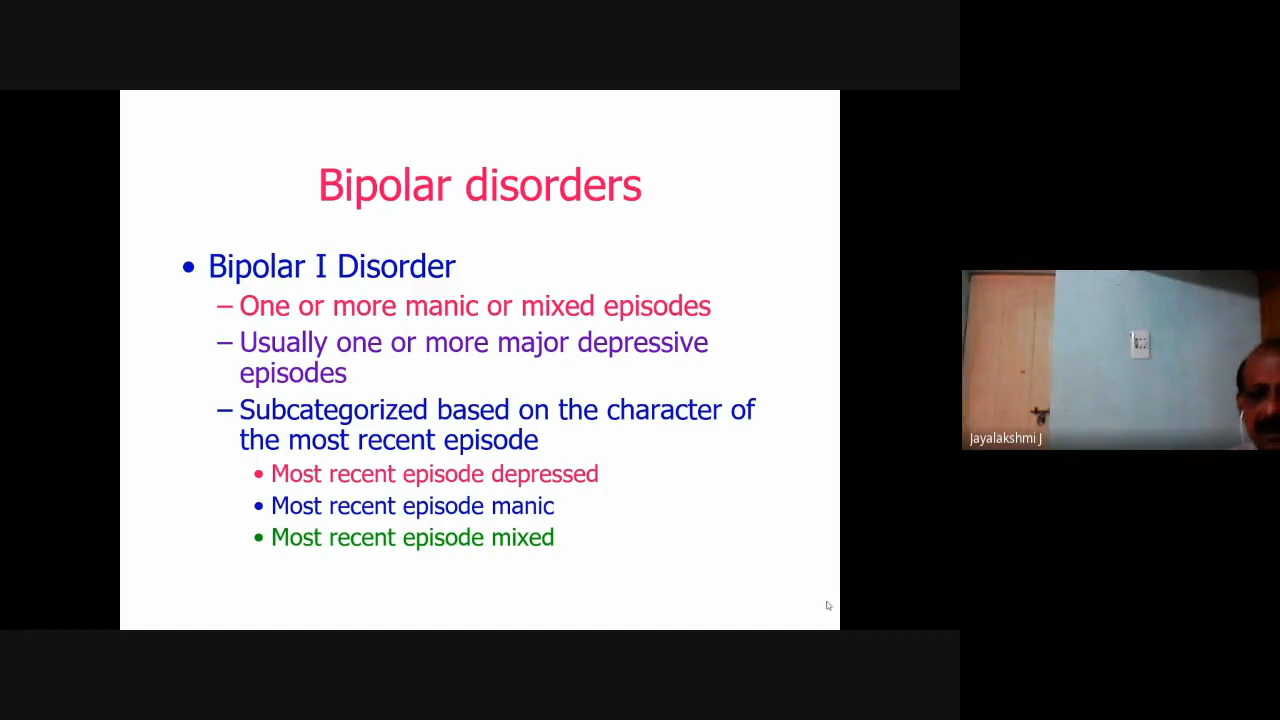 Bipolar disorders
• Bipolar I Disorder
– One or more manic or mixed episodes
– Usually one or more major depressive
episodes
– Subcategorized based on the character of
the most recent episode
• Most recent episode depressed
• Most recent episode manic
• Most recent episode mixed
Jayalakshmi J